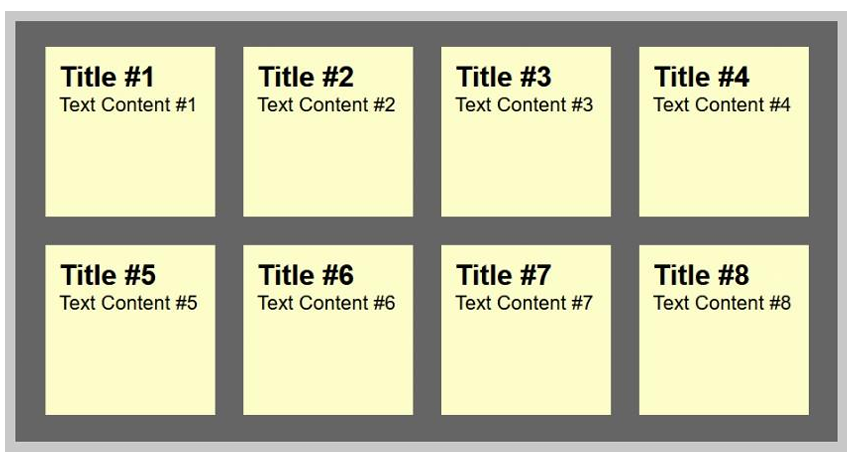 Title #1
Text Content #1
Title #2
Text Content #2
Title #3
Text Content #3
Title #4
Text Content #4
Title #5
Text Content #5
Title #6
Text Content #6
Title #7
Text Content #7
Title #8
Text Content #8